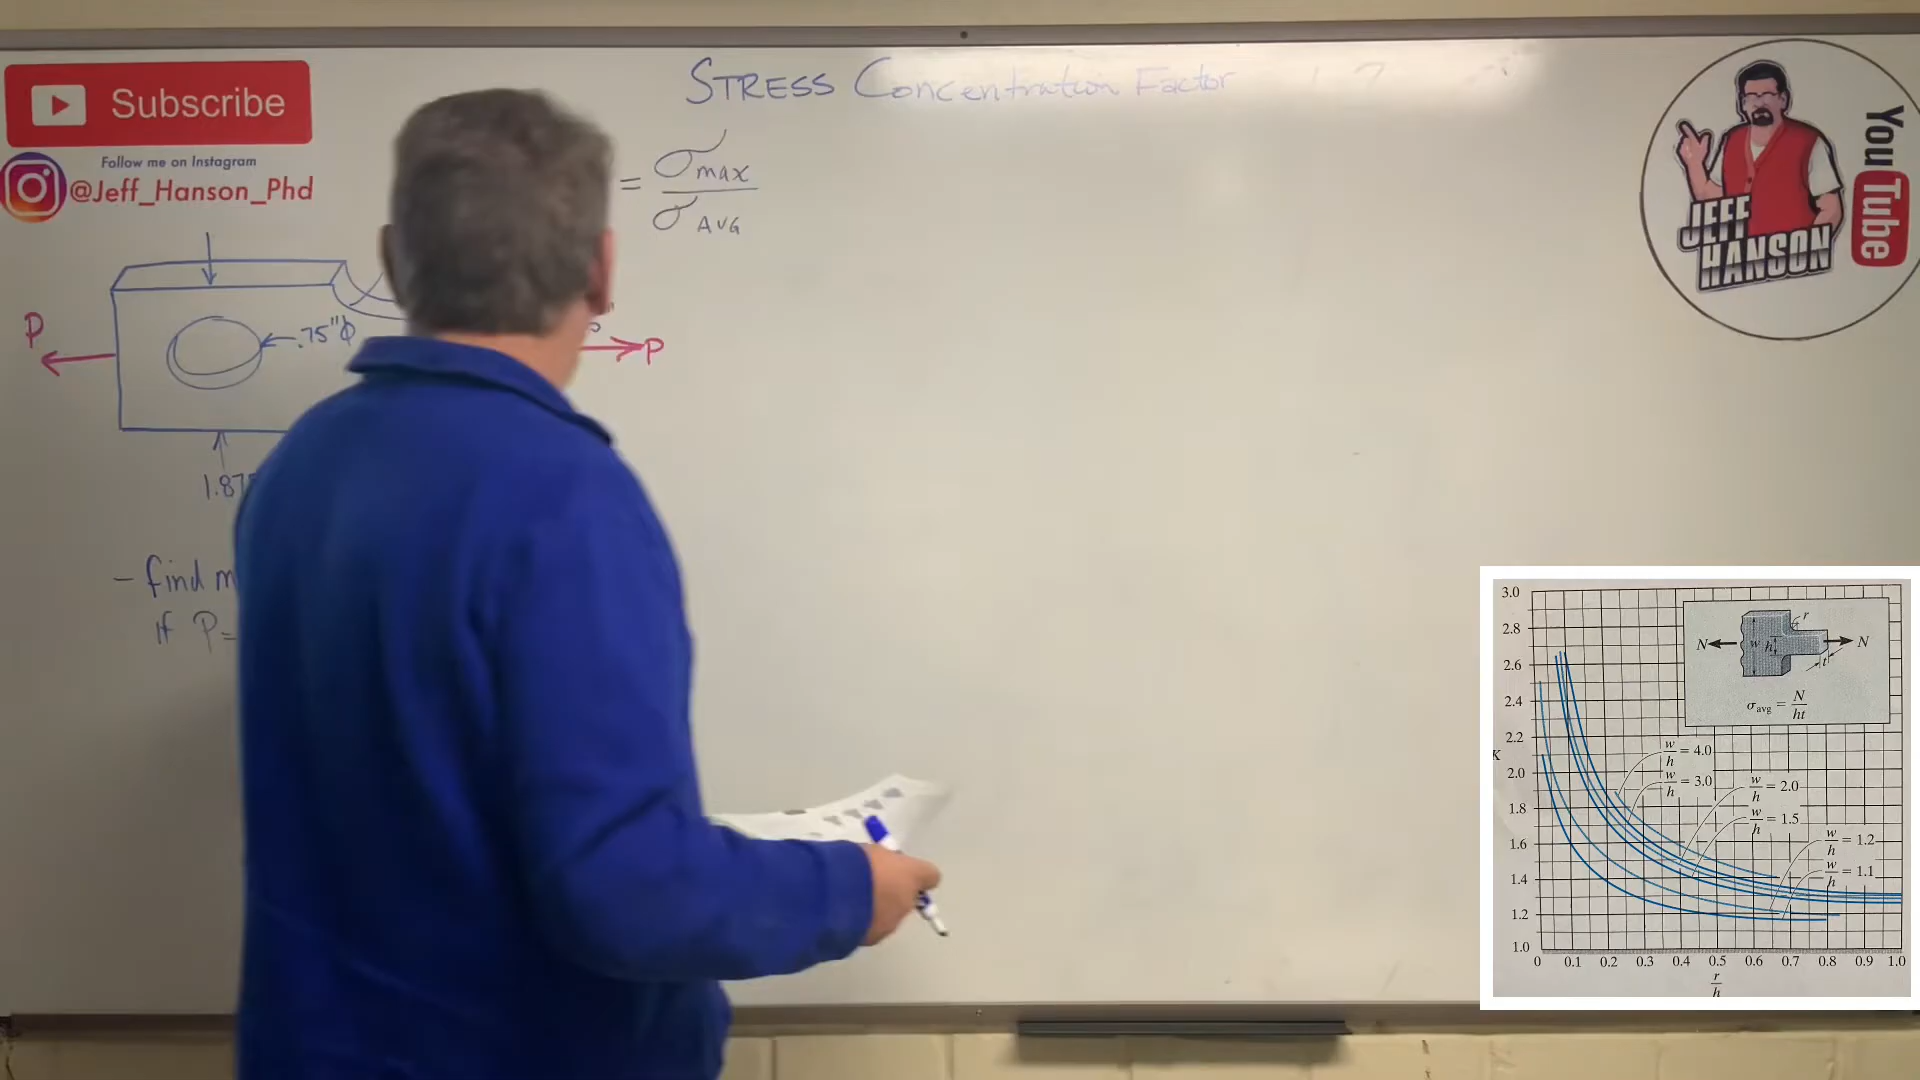 STRESS Concentration Factor
Subscribe
Follow me on Instagram
@Jeff_Hanson_Phd
= σmax
σAVG
P
.75"ϕ
P
1.875
- find
If P=
JEFF
HANSON
YouTube
3.0
2.8
2.6
2.4
2.2
K
2.0
1.8
1.6
1.4
1.2
1.0
0 0.1 0.2 0.3 0.4 0.5 0.6 0.7 0.8 0.9 1.0
r/h
N w h r t N
σavg = N/ht
w/h = 4.0
w/h = 3.0
w/h = 2.0
w/h = 1.5
w/h = 1.2
w/h = 1.1